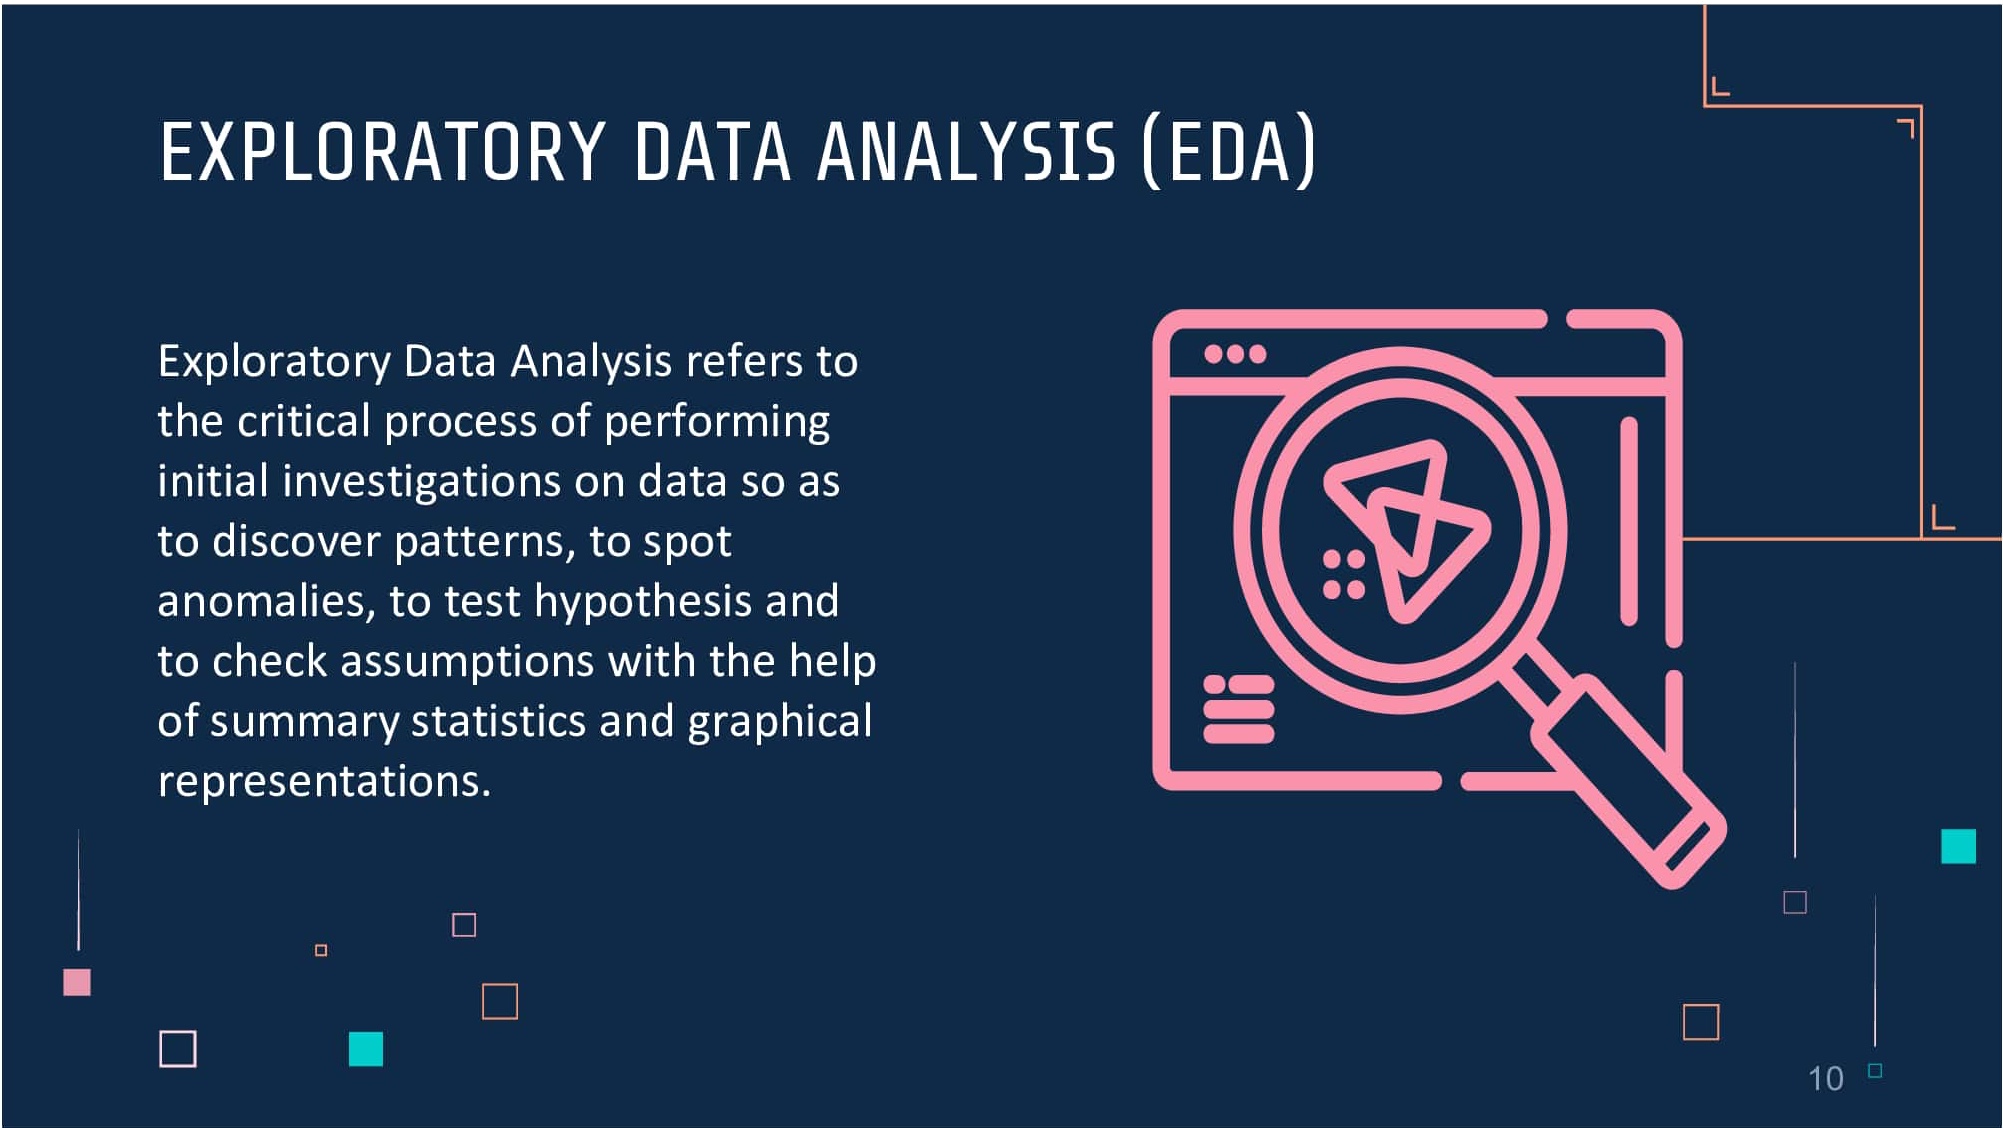 EXPLORATORY DATA ANALYSIS (EDA)
Exploratory Data Analysis refers to
the critical process of performing
initial investigations on data so as
to discover patterns, to spot
anomalies, to test hypothesis and
to check assumptions with the help
of summary statistics and graphical
representations.
10